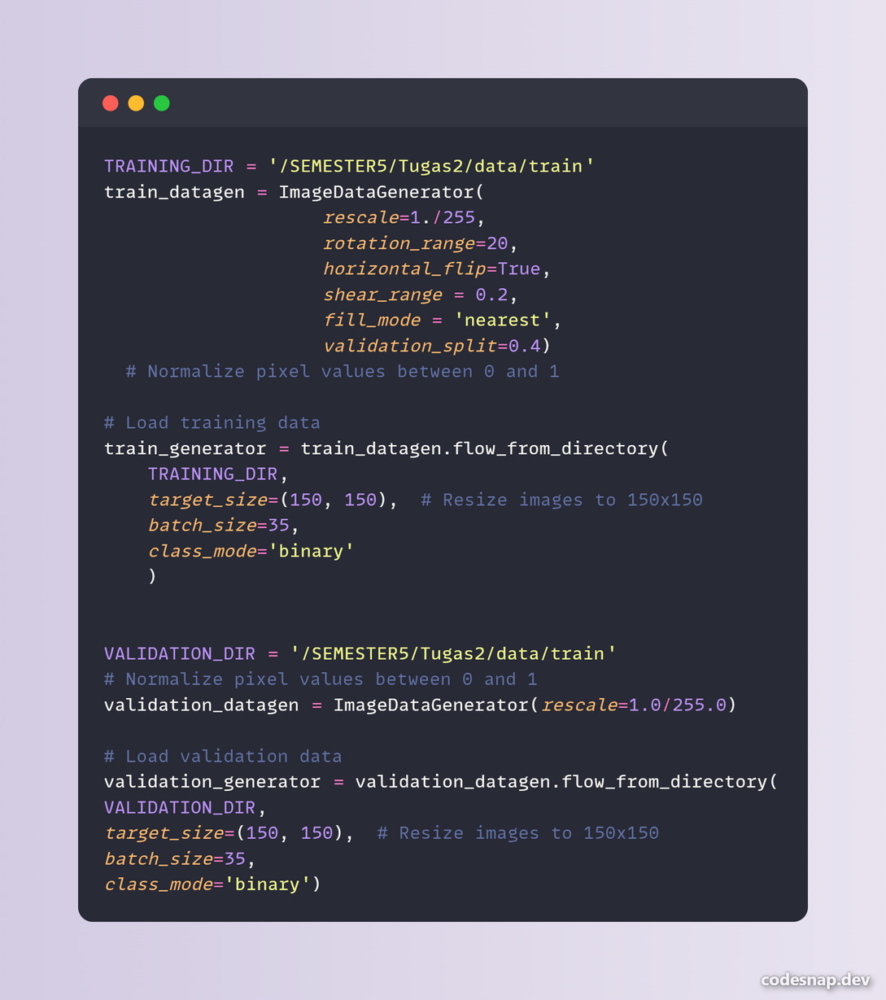 TRAINING_DIR = '/SEMESTER5/Tugas2/data/train'
train_datagen = ImageDataGenerator(
                    rescale=1./255,
                    rotation_range=20,
                    horizontal_flip=True,
                    shear_range = 0.2,
                    fill_mode = 'nearest',
                    validation_split=0.4)
  # Normalize pixel values between 0 and 1

# Load training data
train_generator = train_datagen.flow_from_directory(
    TRAINING_DIR,
    target_size=(150, 150),  # Resize images to 150x150
    batch_size=35,
    class_mode='binary'
    )


VALIDATION_DIR = '/SEMESTER5/Tugas2/data/train'
# Normalize pixel values between 0 and 1
validation_datagen = ImageDataGenerator(rescale=1.0/255.0)

# Load validation data
validation_generator = validation_datagen.flow_from_directory(
VALIDATION_DIR,
target_size=(150, 150),  # Resize images to 150x150
batch_size=35,
class_mode='binary')
codesnap.dev